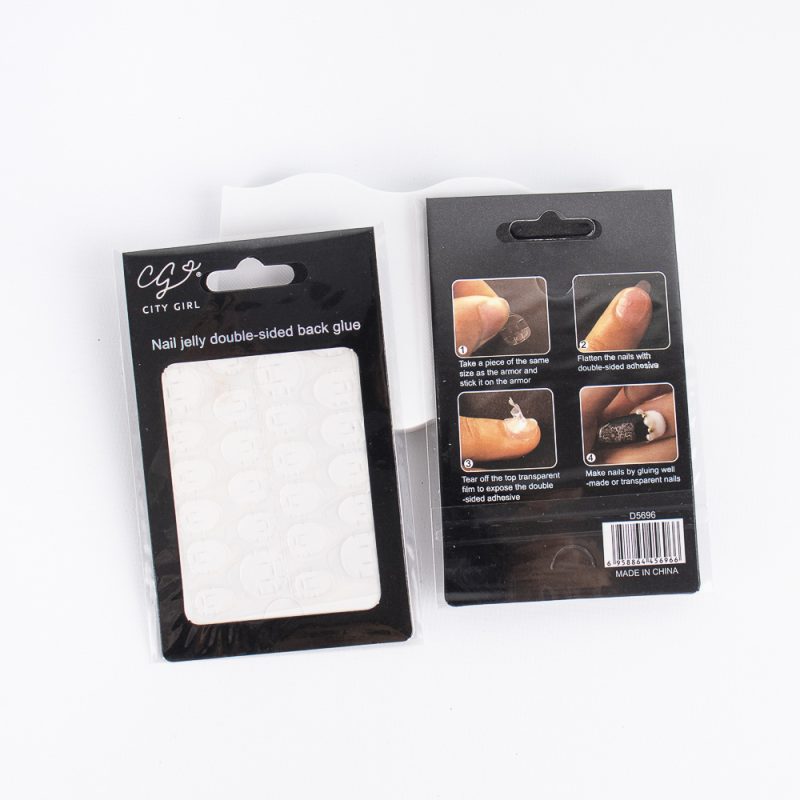 CG®
CITY GIRL
Nail jelly double-sided back glue
1
Take a piece of the same
size as the armor and
stick it on the armor
2
Flatten the nails with
double-sided adhesive
3
Tear off the top transparent
film to expose the double
-sided adhesive
4
Make nails by gluing well
-made or transparent nails
D5696
6 958864 456966
MADE IN CHINA